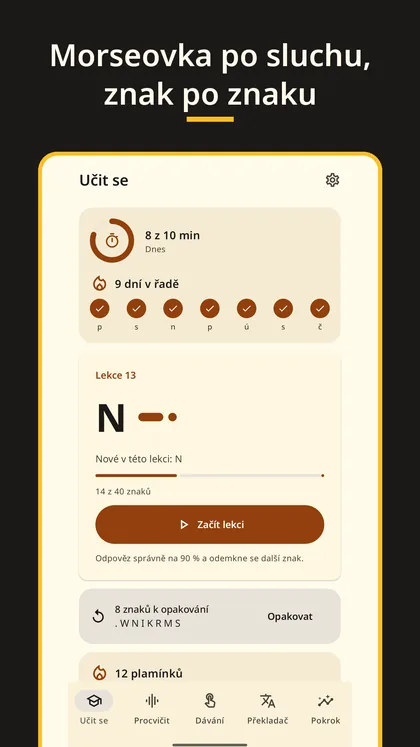 Morseovka po sluchu,
znak po znaku
Učit se
8 z 10 min
Dnes
9 dní v řadě
p s n p ú s č
Lekce 13
N
Nové v této lekci: N
14 z 40 znaků
Začít lekci
Odpověz správně na 90 % a odemkne se další znak.
8 znaků k opakování
. W N I K R M S
Opakovat
12 plamínků
Učit se Procvičit Dávání Překladač Pokrok